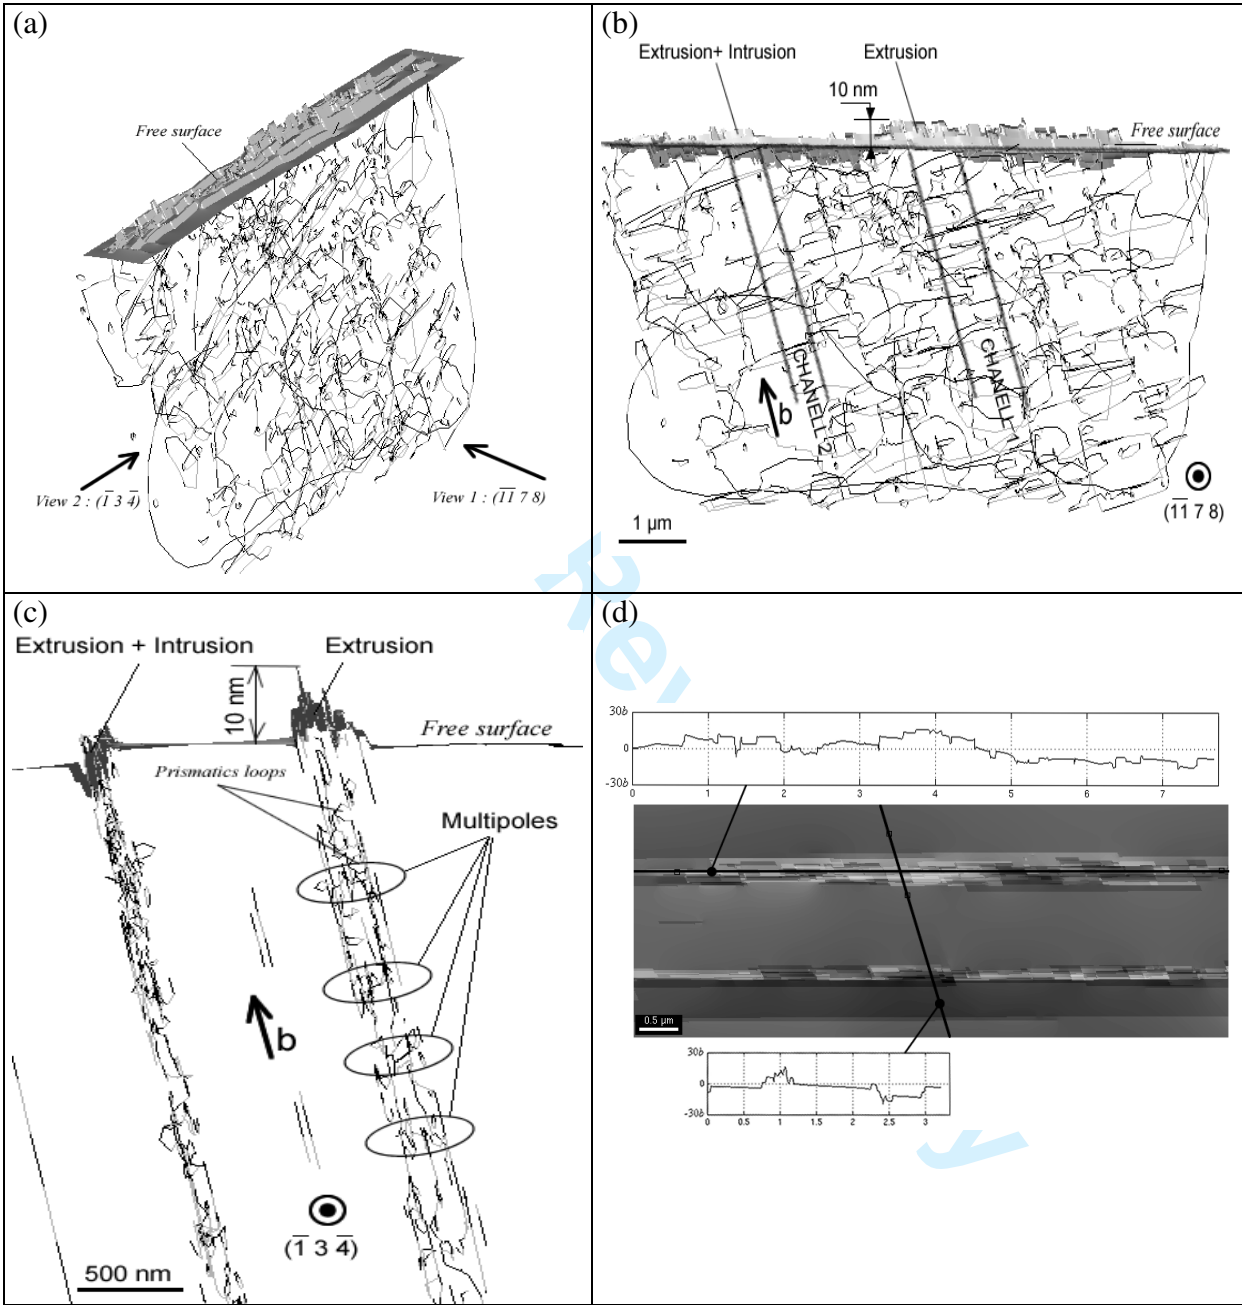 (a)
Free surface
View 2 : (1̅ 3 4̅)
View 1 : (1̅1̅ 7 8)
(b)
Extrusion+ Intrusion
Extrusion
10 nm
Free surface
CHANELL 2
CHANELL 1
b
1 µm
(1̅1̅ 7 8)
(c)
Extrusion + Intrusion
Extrusion
10 nm
Free surface
Prismatics loops
Multipoles
b
(1̅ 3 4̅)
500 nm
(d)
30b
0
-30b
0 1 2 3 4 5 6 7
0.5 µm
30b
0
-30b
0 0.5 1 1.5 2 2.5 3
Re
y